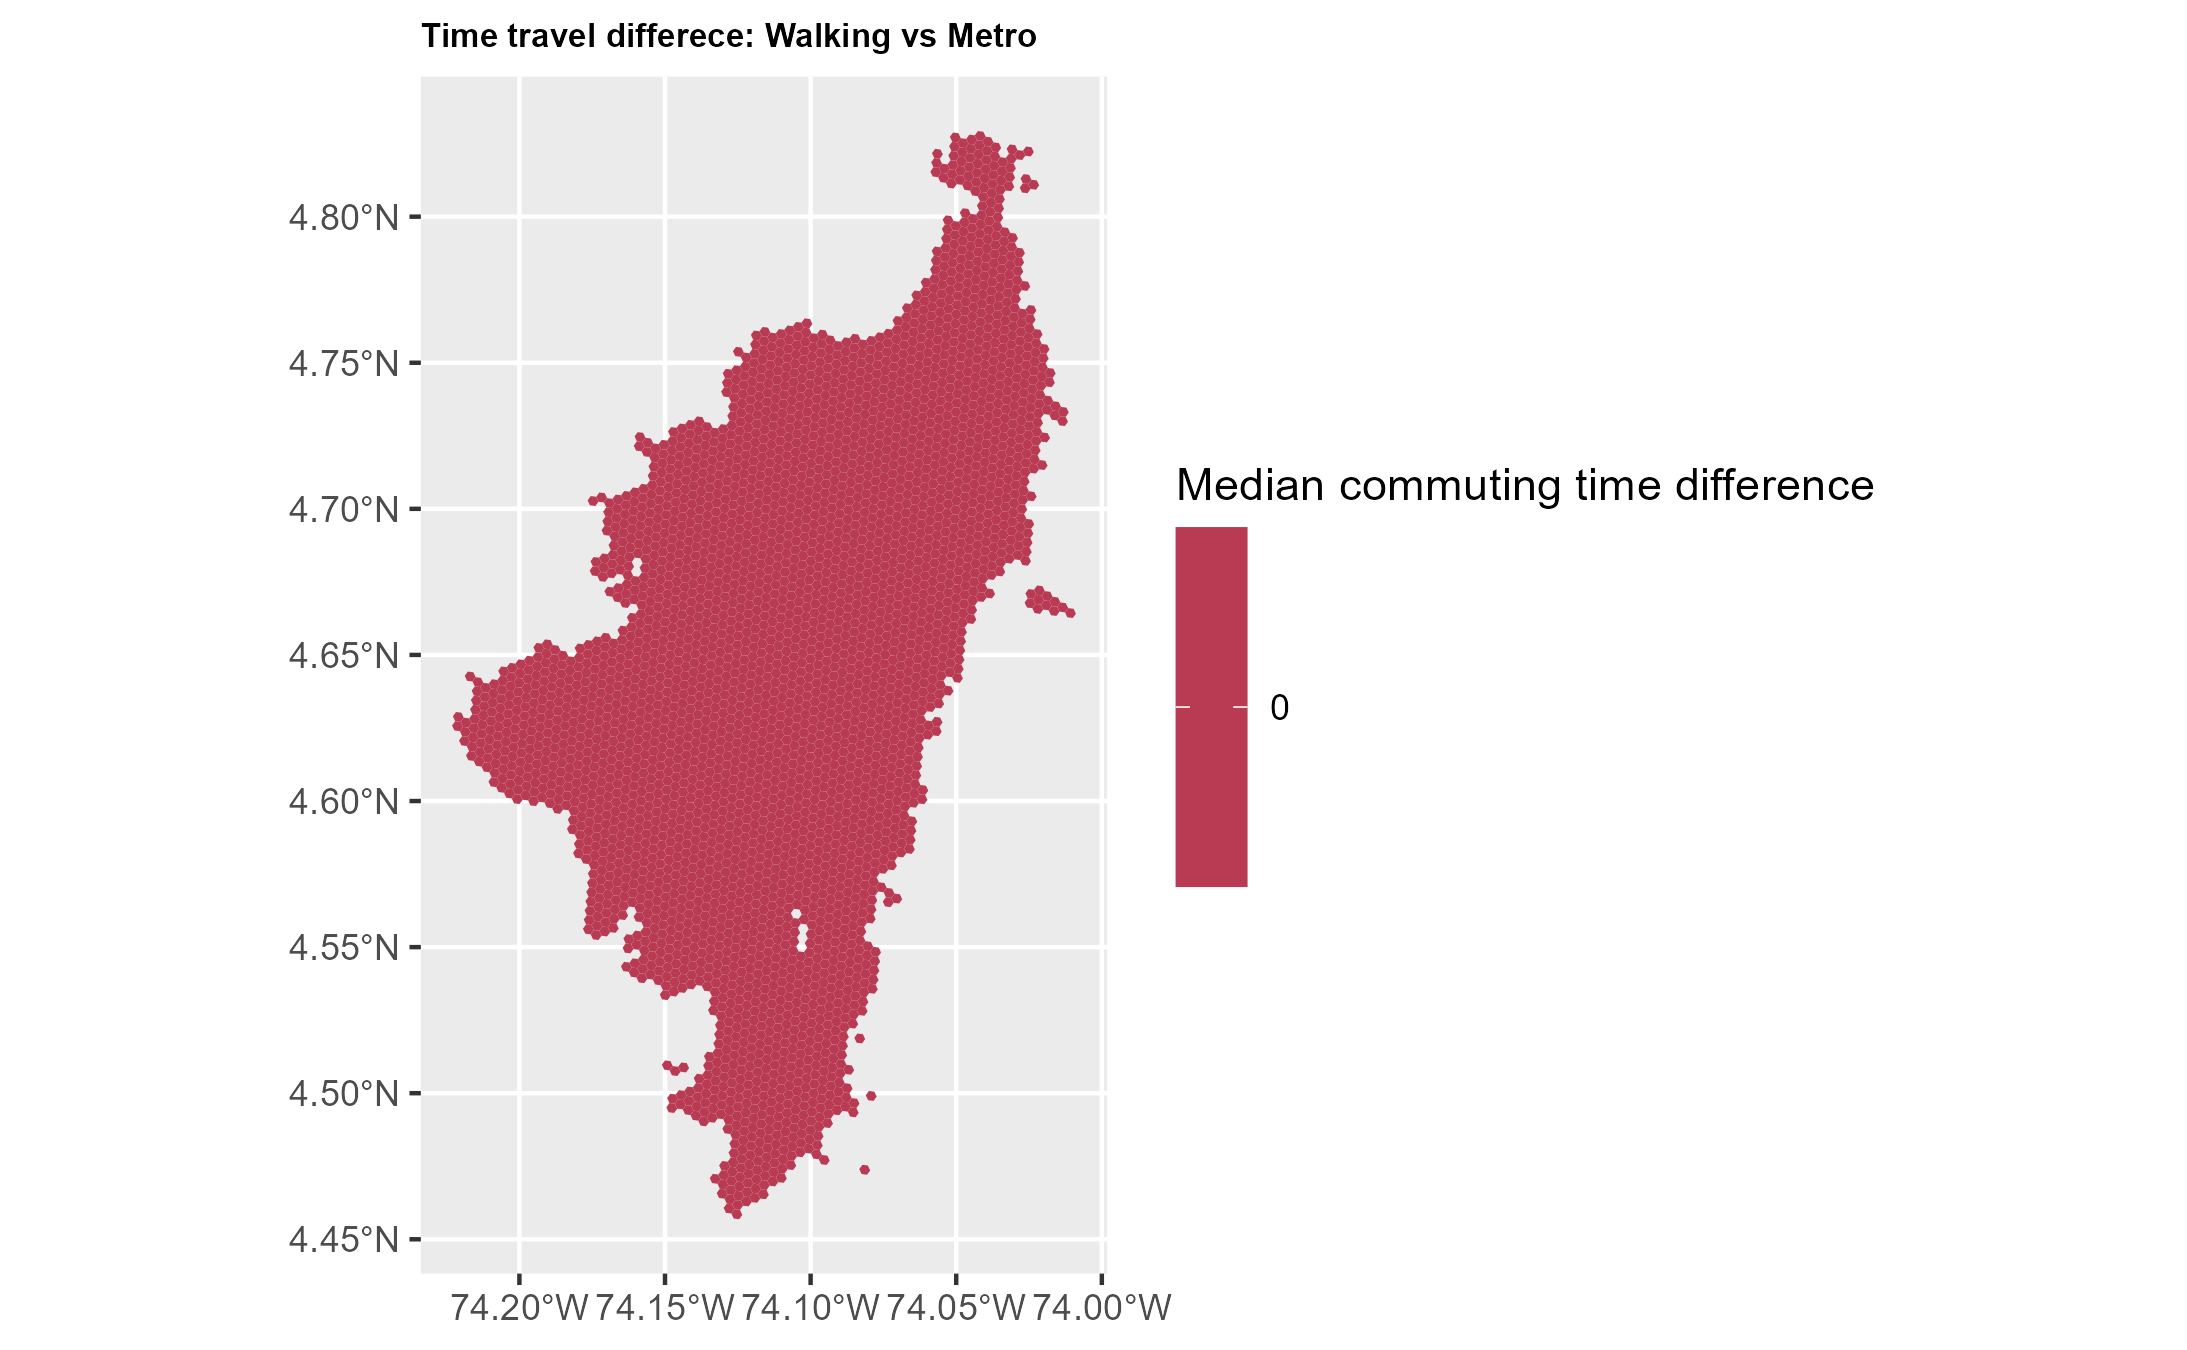 Time travel differece: Walking vs Metro
4.80°N
4.75°N
4.70°N
4.65°N
4.60°N
4.55°N
4.50°N
4.45°N
74.20°W 74.15°W 74.10°W 74.05°W 74.00°W
Median commuting time difference
0